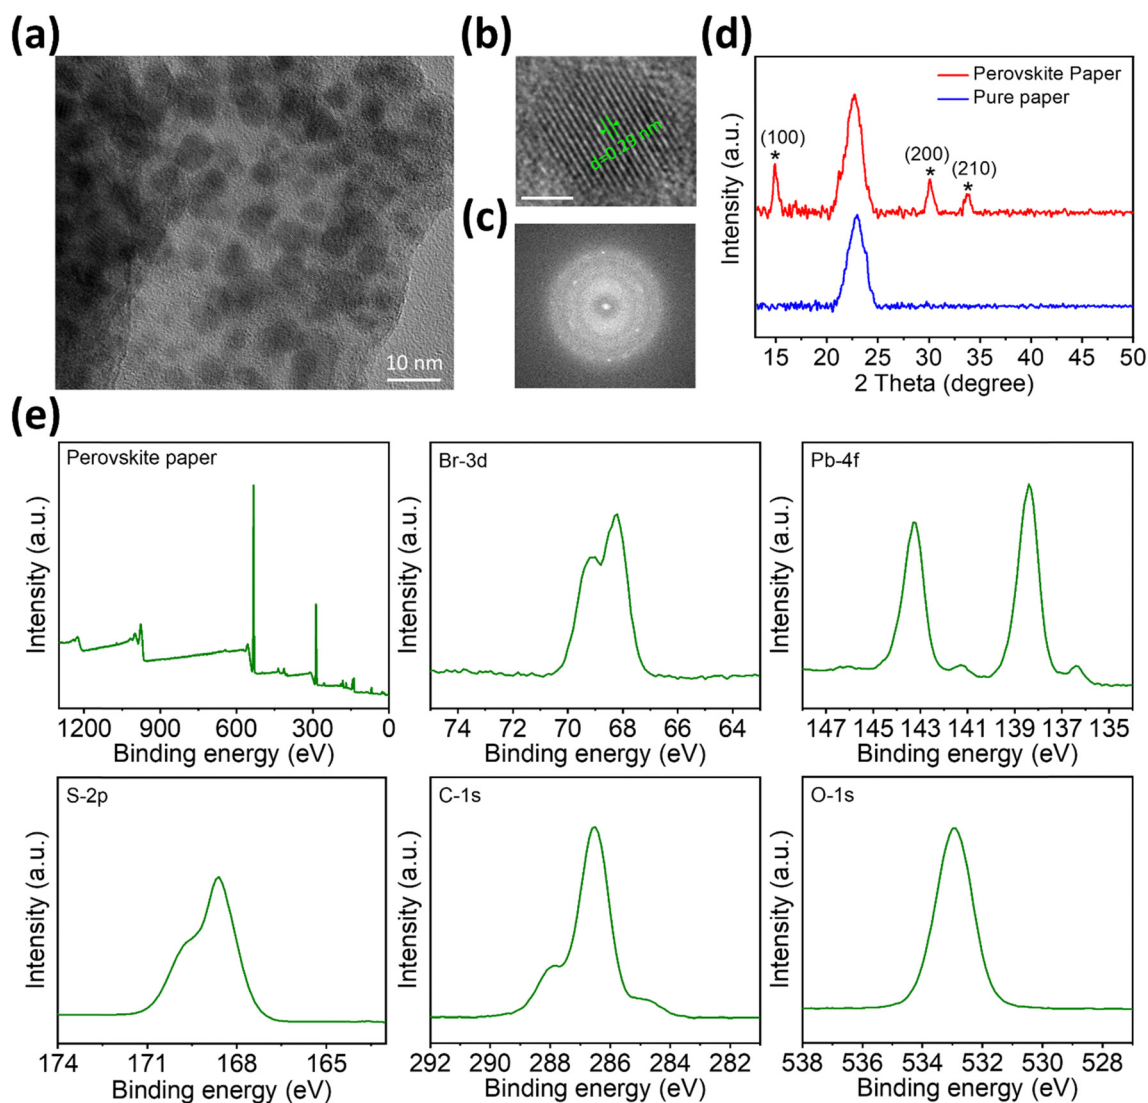 (a)
10 nm
(b)
d=0.29 nm
(c)
(d)
Perovskite Paper
Pure paper
(100)
*
(200)
*
(210)
*
Intensity (a.u.)
15 20 25 30 35 40 45 50
2 Theta (degree)
(e)
Perovskite paper
Intensity (a.u.)
1200 900 600 300 0
Binding energy (eV)
Br-3d
Intensity (a.u.)
74 72 70 68 66 64
Binding energy (eV)
Pb-4f
Intensity (a.u.)
147 145 143 141 139 137 135
Binding energy (eV)
S-2p
Intensity (a.u.)
174 171 168 165
Binding energy (eV)
C-1s
Intensity (a.u.)
292 290 288 286 284 282
Binding energy (eV)
O-1s
Intensity (a.u.)
538 536 534 532 530 528
Binding energy (eV)